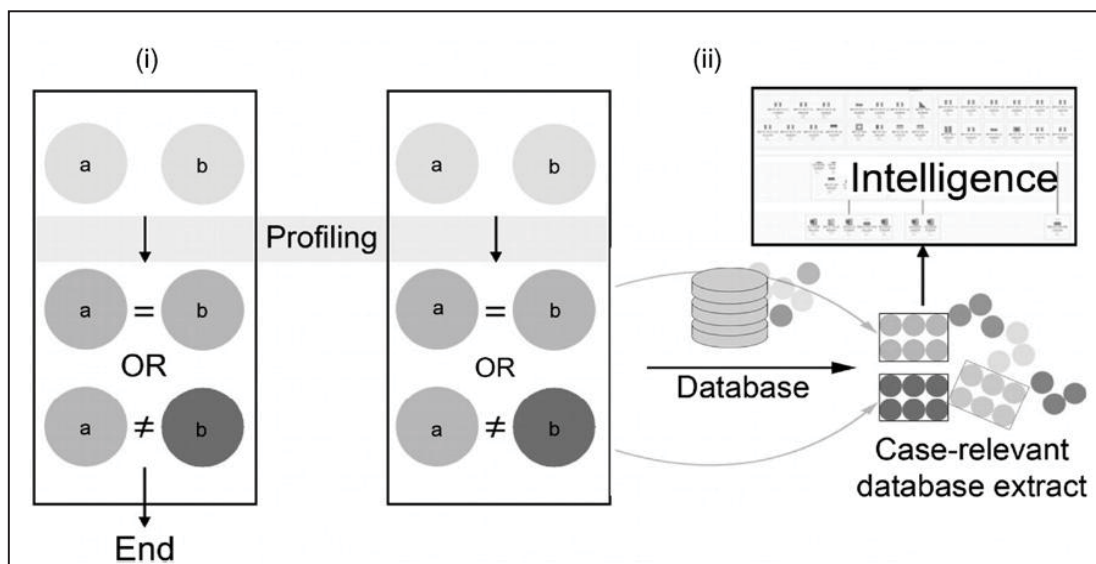 (i)
(ii)
a b
Profiling
a = b
OR
a ≠ b
End
a b
a = b
OR
a ≠ b
Database
Intelligence
Case-relevant
database extract